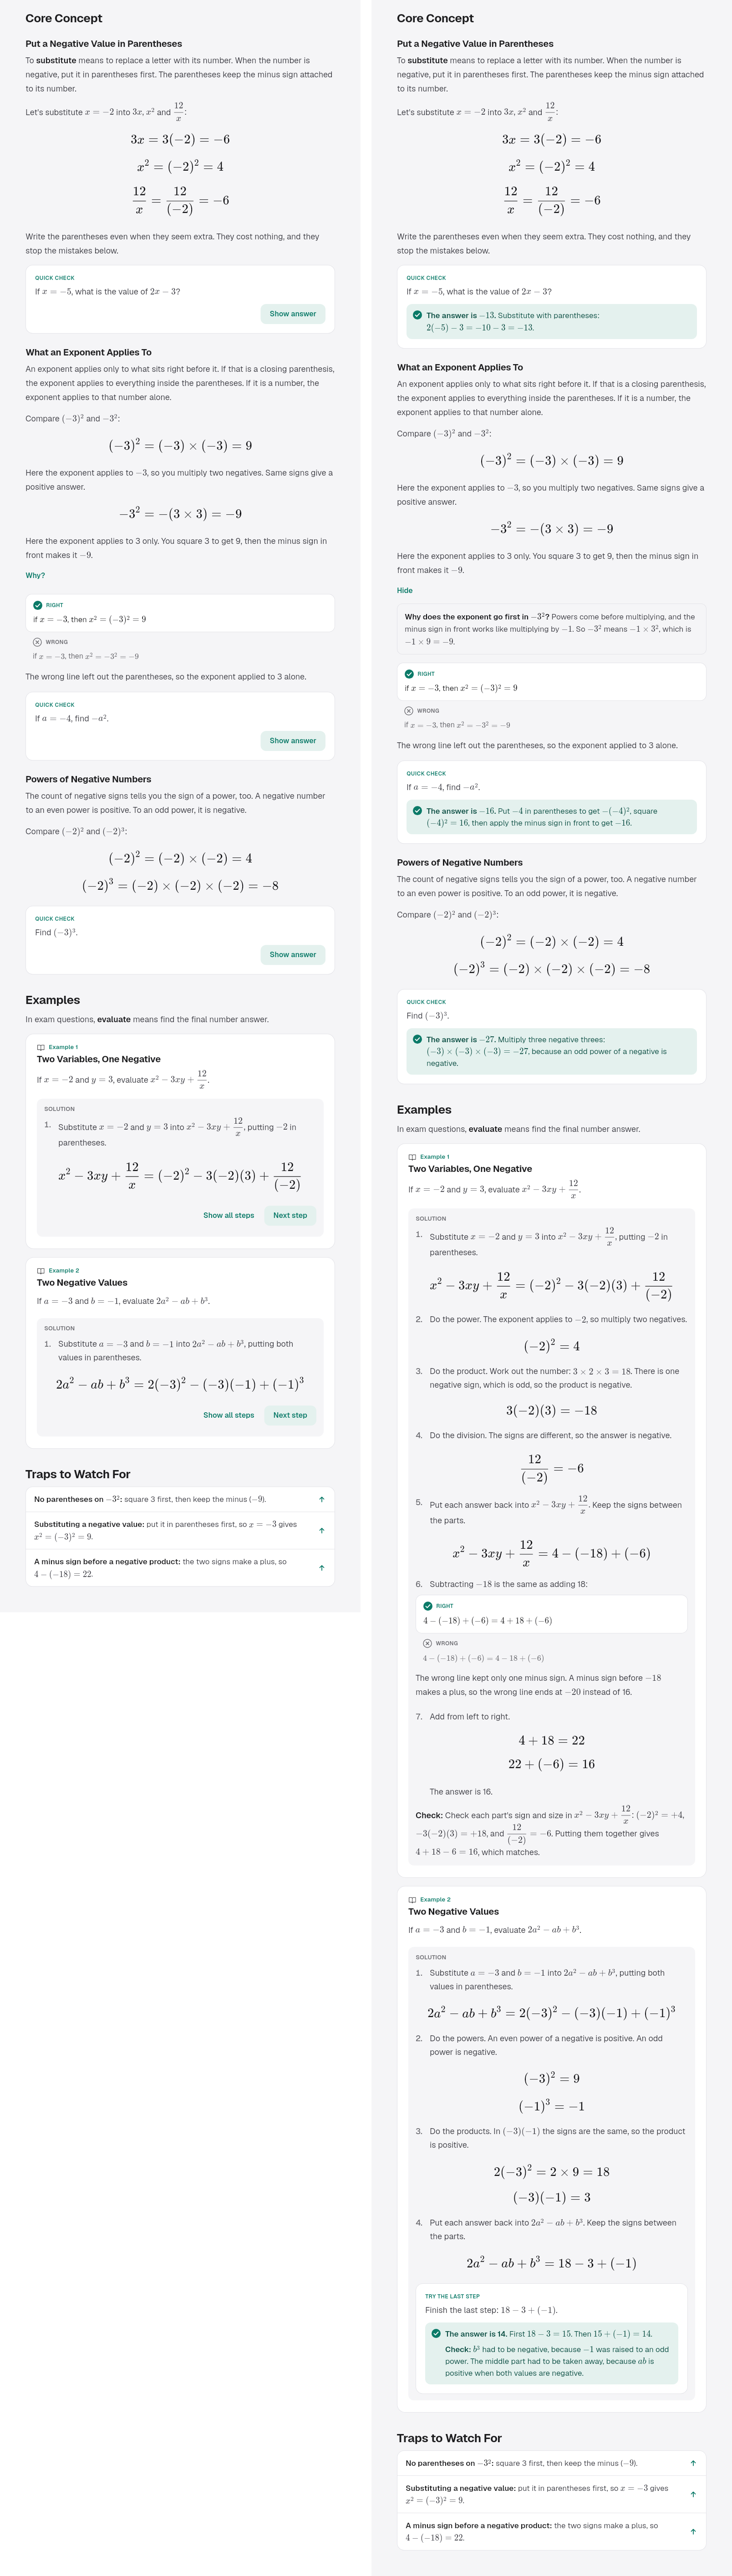 Core Concept
Put a Negative Value in Parentheses
To substitute means to replace a letter with its number. When the number is
negative, put it in parentheses first. The parentheses keep the minus sign attached
to its number.
Let's substitute x = −2 into 3x, x² and 12/x:
3x = 3(−2) = −6
x² = (−2)² = 4
12/x = 12/(−2) = −6
Write the parentheses even when they seem extra. They cost nothing, and they
stop the mistakes below.
QUICK CHECK
If x = −5, what is the value of 2x − 3?
Show answer
What an Exponent Applies To
An exponent applies only to what sits right before it. If that is a closing parenthesis,
the exponent applies to everything inside the parentheses. If it is a number, the
exponent applies to that number alone.
Compare (−3)² and −3²:
(−3)² = (−3) × (−3) = 9
Here the exponent applies to −3, so you multiply two negatives. Same signs give a
positive answer.
−3² = −(3 × 3) = −9
Here the exponent applies to 3 only. You square 3 to get 9, then the minus sign in
front makes it −9.
Why?
RIGHT
if x = −3, then x² = (−3)² = 9
WRONG
if x = −3, then x² = −3² = −9
The wrong line left out the parentheses, so the exponent applied to 3 alone.
QUICK CHECK
If a = −4, find −a².
Show answer
Powers of Negative Numbers
The count of negative signs tells you the sign of a power, too. A negative number
to an even power is positive. To an odd power, it is negative.
Compare (−2)² and (−2)³:
(−2)² = (−2) × (−2) = 4
(−2)³ = (−2) × (−2) × (−2) = −8
QUICK CHECK
Find (−3)³.
Show answer
Examples
In exam questions, evaluate means find the final number answer.
Example 1
Two Variables, One Negative
If x = −2 and y = 3, evaluate x² − 3xy + 12/x.
SOLUTION
1. Substitute x = −2 and y = 3 into x² − 3xy + 12/x, putting −2 in
parentheses.
x² − 3xy + 12/x = (−2)² − 3(−2)(3) + 12/(−2)
Show all steps Next step
Example 2
Two Negative Values
If a = −3 and b = −1, evaluate 2a² − ab + b³.
SOLUTION
1. Substitute a = −3 and b = −1 into 2a² − ab + b³, putting both
values in parentheses.
2a² − ab + b³ = 2(−3)² − (−3)(−1) + (−1)³
Show all steps Next step
Traps to Watch For
No parentheses on −3²: square 3 first, then keep the minus (−9). ↑
Substituting a negative value: put it in parentheses first, so x = −3 gives
x² = (−3)² = 9. ↑
A minus sign before a negative product: the two signs make a plus, so
4 − (−18) = 22. ↑
Core Concept
Put a Negative Value in Parentheses
To substitute means to replace a letter with its number. When the number is
negative, put it in parentheses first. The parentheses keep the minus sign attached
to its number.
Let's substitute x = −2 into 3x, x² and 12/x:
3x = 3(−2) = −6
x² = (−2)² = 4
12/x = 12/(−2) = −6
Write the parentheses even when they seem extra. They cost nothing, and they
stop the mistakes below.
QUICK CHECK
If x = −5, what is the value of 2x − 3?
The answer is −13. Substitute with parentheses:
2(−5) − 3 = −10 − 3 = −13.
What an Exponent Applies To
An exponent applies only to what sits right before it. If that is a closing parenthesis,
the exponent applies to everything inside the parentheses. If it is a number, the
exponent applies to that number alone.
Compare (−3)² and −3²:
(−3)² = (−3) × (−3) = 9
Here the exponent applies to −3, so you multiply two negatives. Same signs give a
positive answer.
−3² = −(3 × 3) = −9
Here the exponent applies to 3 only. You square 3 to get 9, then the minus sign in
front makes it −9.
Hide
Why does the exponent go first in −3²? Powers come before multiplying, and the
minus sign in front works like multiplying by −1. So −3² means −1 × 3², which is
−1 × 9 = −9.
RIGHT
if x = −3, then x² = (−3)² = 9
WRONG
if x = −3, then x² = −3² = −9
The wrong line left out the parentheses, so the exponent applied to 3 alone.
QUICK CHECK
If a = −4, find −a².
The answer is −16. Put −4 in parentheses to get −(−4)², square
(−4)² = 16, then apply the minus sign in front to get −16.
Powers of Negative Numbers
The count of negative signs tells you the sign of a power, too. A negative number
to an even power is positive. To an odd power, it is negative.
Compare (−2)² and (−2)³:
(−2)² = (−2) × (−2) = 4
(−2)³ = (−2) × (−2) × (−2) = −8
QUICK CHECK
Find (−3)³.
The answer is −27. Multiply three negative threes:
(−3) × (−3) × (−3) = −27, because an odd power of a negative is
negative.
Examples
In exam questions, evaluate means find the final number answer.
Example 1
Two Variables, One Negative
If x = −2 and y = 3, evaluate x² − 3xy + 12/x.
SOLUTION
1. Substitute x = −2 and y = 3 into x² − 3xy + 12/x, putting −2 in
parentheses.
x² − 3xy + 12/x = (−2)² − 3(−2)(3) + 12/(−2)
2. Do the power. The exponent applies to −2, so multiply two negatives.
(−2)² = 4
3. Do the product. Work out the number: 3 × 2 × 3 = 18. There is one
negative sign, which is odd, so the product is negative.
3(−2)(3) = −18
4. Do the division. The signs are different, so the answer is negative.
12/(−2) = −6
5. Put each answer back into x² − 3xy + 12/x. Keep the signs between
the parts.
x² − 3xy + 12/x = 4 − (−18) + (−6)
6. Subtracting −18 is the same as adding 18:
RIGHT
4 − (−18) + (−6) = 4 + 18 + (−6)
WRONG
4 − (−18) + (−6) = 4 − 18 + (−6)
The wrong line kept only one minus sign. A minus sign before −18
makes a plus, so the wrong line ends at −20 instead of 16.
7. Add from left to right.
4 + 18 = 22
22 + (−6) = 16
The answer is 16.
Check: Check each part's sign and size in x² − 3xy + 12/x: (−2)² = +4,
−3(−2)(3) = +18, and 12/(−2) = −6. Putting them together gives
4 + 18 − 6 = 16, which matches.
Example 2
Two Negative Values
If a = −3 and b = −1, evaluate 2a² − ab + b³.
SOLUTION
1. Substitute a = −3 and b = −1 into 2a² − ab + b³, putting both
values in parentheses.
2a² − ab + b³ = 2(−3)² − (−3)(−1) + (−1)³
2. Do the powers. An even power of a negative is positive. An odd
power is negative.
(−3)² = 9
(−1)³ = −1
3. Do the products. In (−3)(−1) the signs are the same, so the product
is positive.
2(−3)² = 2 × 9 = 18
(−3)(−1) = 3
4. Put each answer back into 2a² − ab + b³. Keep the signs between
the parts.
2a² − ab + b³ = 18 − 3 + (−1)
TRY THE LAST STEP
Finish the last step: 18 − 3 + (−1).
The answer is 14. First 18 − 3 = 15. Then 15 + (−1) = 14.
Check: b³ had to be negative, because −1 was raised to an odd
power. The middle part had to be taken away, because ab is
positive when both values are negative.
Traps to Watch For
No parentheses on −3²: square 3 first, then keep the minus (−9). ↑
Substituting a negative value: put it in parentheses first, so x = −3 gives
x² = (−3)² = 9. ↑
A minus sign before a negative product: the two signs make a plus, so
4 − (−18) = 22. ↑